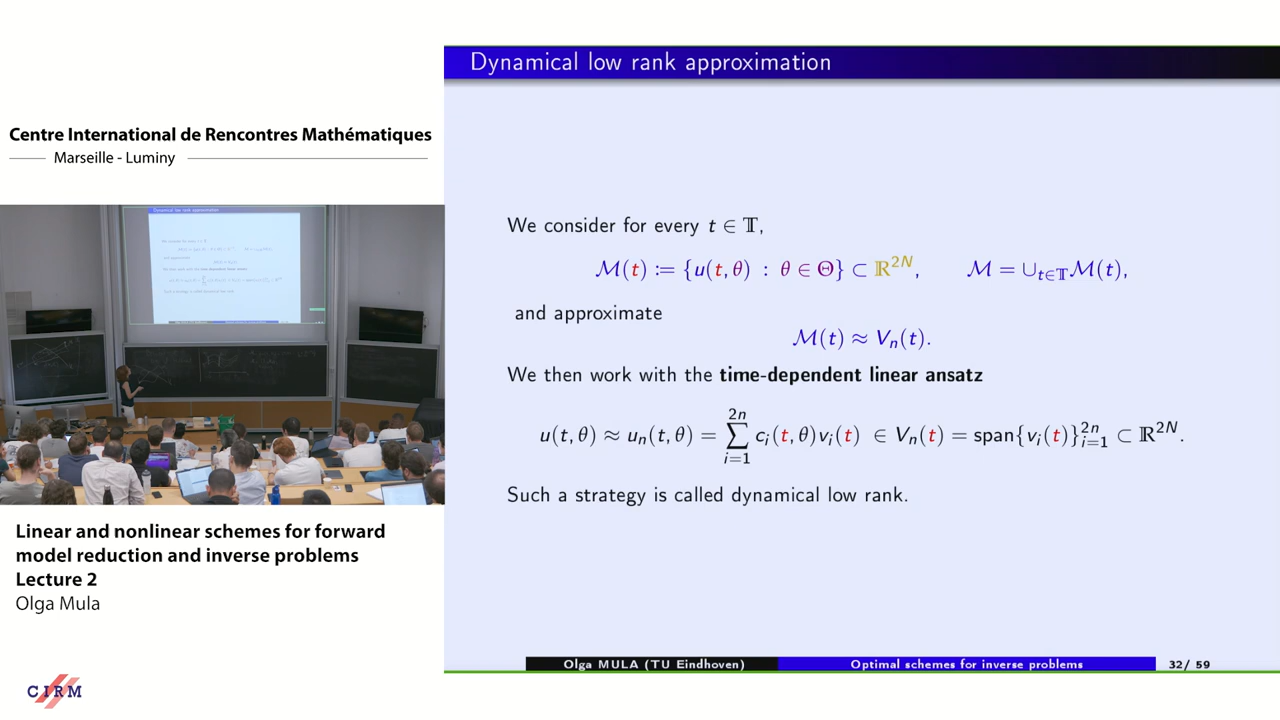 Centre International de Rencontres Mathématiques
Marseille - Luminy
Linear and nonlinear schemes for forward
model reduction and inverse problems
Lecture 2
Olga Mula
CIRM
Dynamical low rank approximation
We consider for every t ∈ 𝕋,
ℳ(t) ≔ {u(t, θ) : θ ∈ Θ} ⊂ ℝ^{2N}, ℳ = ∪_{t∈𝕋}ℳ(t),
and approximate
ℳ(t) ≈ V_n(t).
We then work with the time-dependent linear ansatz
u(t, θ) ≈ u_n(t, θ) = ∑_{i=1}^{2n} c_i(t, θ)v_i(t) ∈ V_n(t) = span{v_i(t)}_{i=1}^{2n} ⊂ ℝ^{2N}.
Such a strategy is called dynamical low rank.
Olga MULA (TU Eindhoven) Optimal schemes for inverse problems 32/ 59